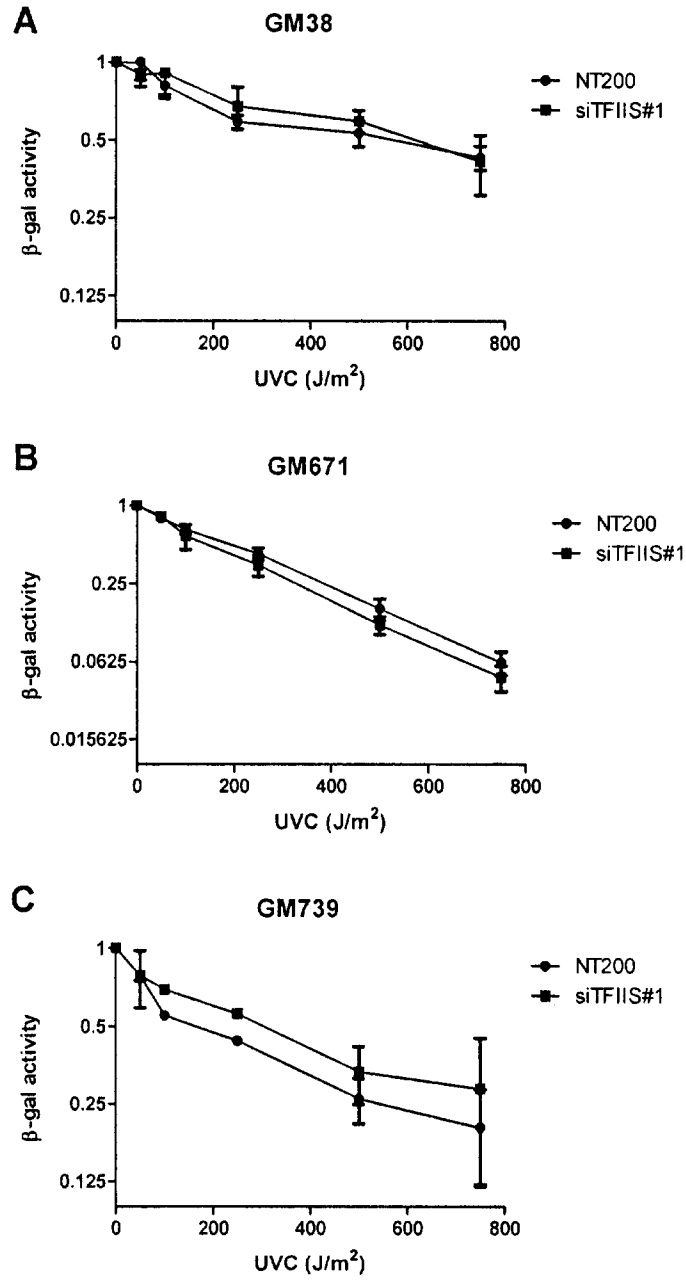 A
GM38
1
0.5
0.25
0.125
β-gal activity
0
200
400
600
800
UVC (J/m²)
NT200
siTFIIS#1
B
GM671
1
0.25
0.0625
0.015625
β-gal activity
0
200
400
600
800
UVC (J/m²)
NT200
siTFIIS#1
C
GM739
1
0.5
0.25
0.125
β-gal activity
0
200
400
600
800
UVC (J/m²)
NT200
siTFIIS#1